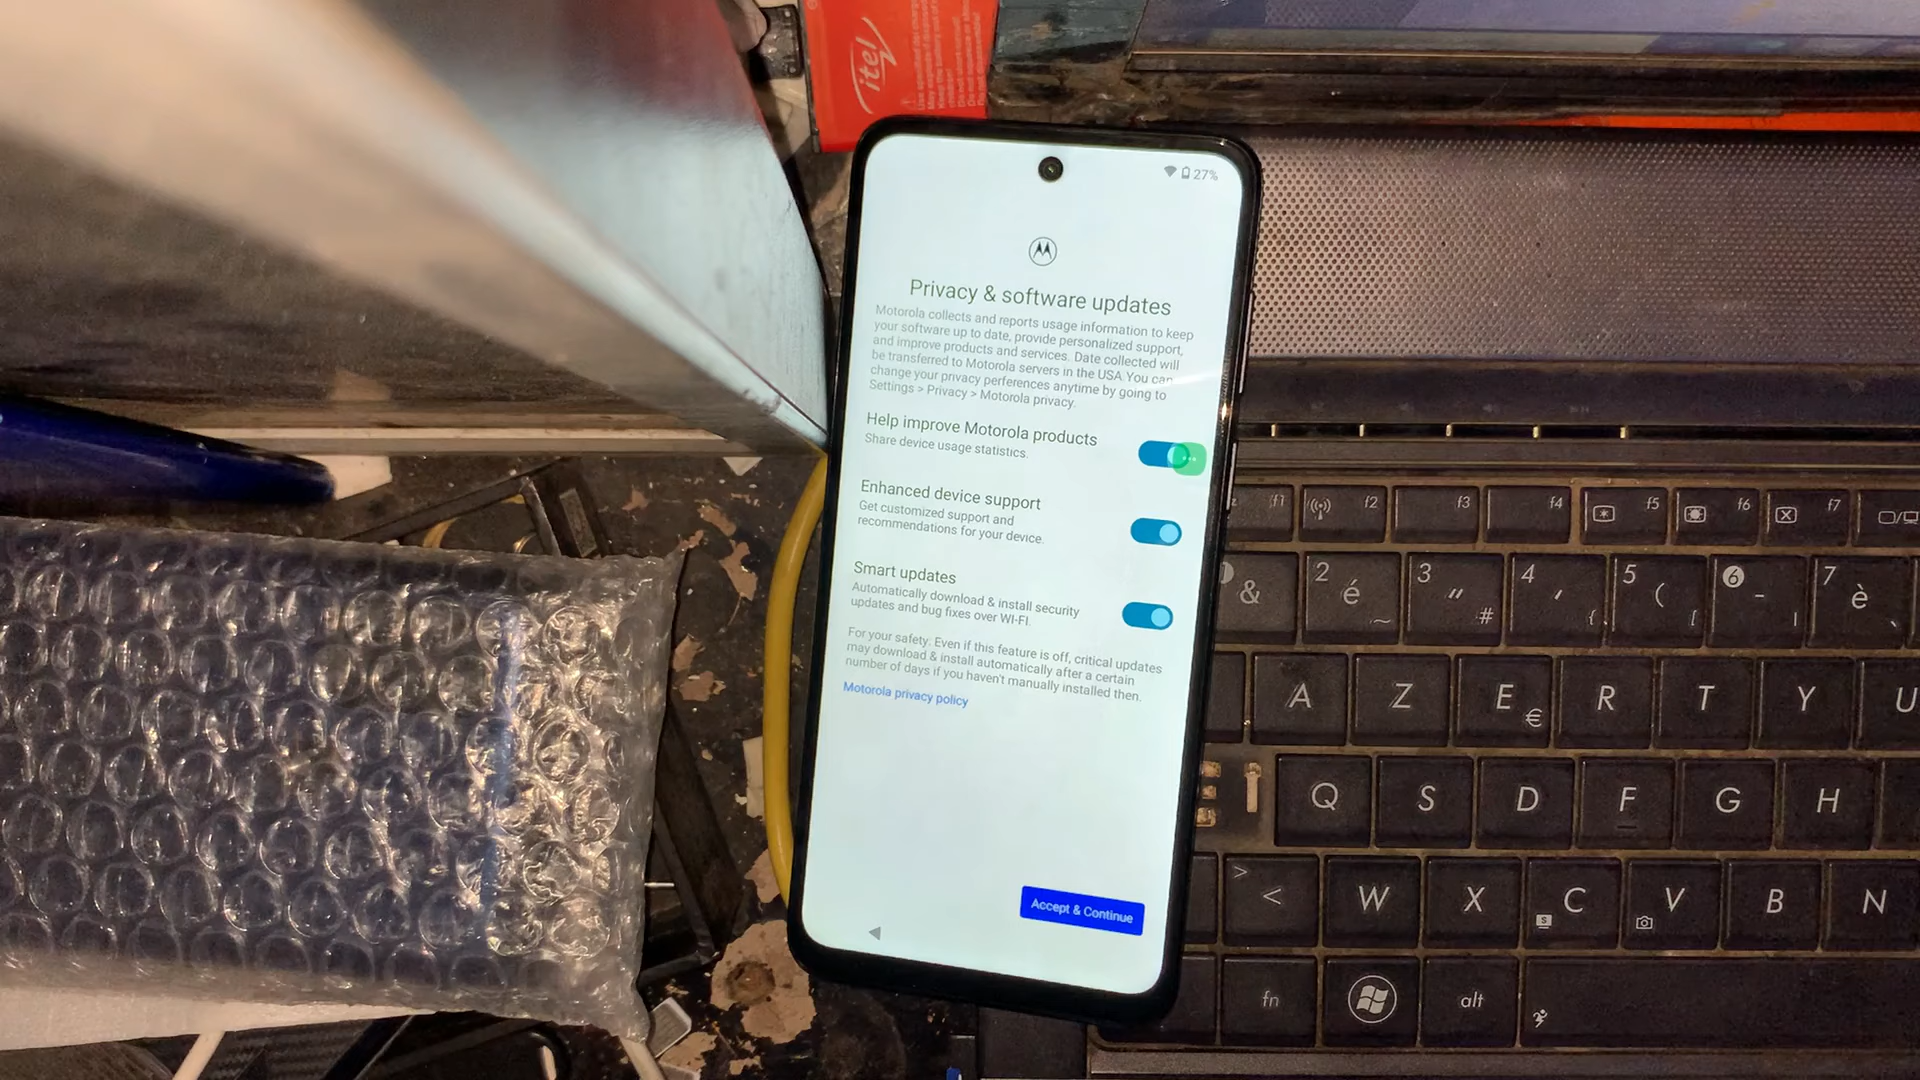 itel
27%
Privacy & software updates
Motorola collects and reports usage information to keep
your software up to date, provide personalized support,
and improve products and services. Date collected will
be transferred to Motorola servers in the USA.You can
change your privacy perferences anytime by going to
Settings > Privacy > Motorola privacy.
Help improve Motorola products
Share device usage statistics.
Enhanced device support
Get customized support and
recommendations for your device.
Smart updates
Automatically download & install security
updates and bug fixes over WI-FI.
For your safety. Even if this feature is off, critical updates
may download & install automatically after a certain
number of days if you haven't manually installed then.
Motorola privacy policy
Accept & Continue
f1 f2 f3 f4 f5 f6 f7
& 2 é ~ 3 " # 4 ' { 5 ( [ 6 - | 7 è `
A Z E € R T Y U
Q S D F G H
> < W X C S V B N
fn alt